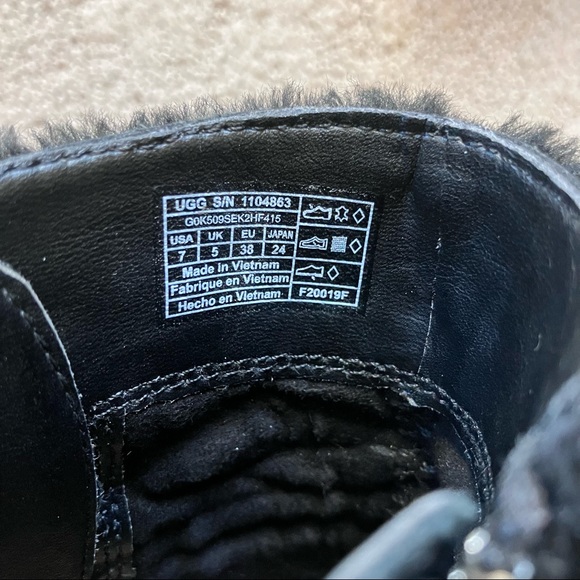 UGG S/N 1104863
G0K509SEK2HF415
USA UK EU JAPAN
7 5 38 24
Made in Vietnam
Fabrique en Vietnam
Hecho en Vietnam
F20019F